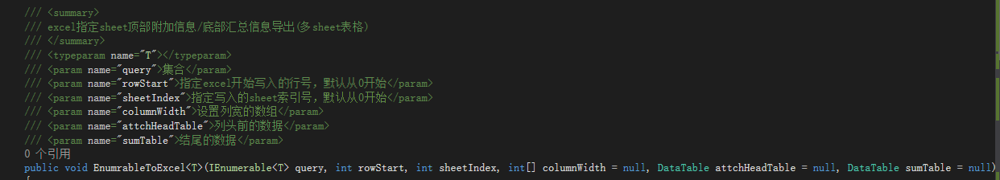 /// <summary>
/// excel指定sheet顶部附加信息/底部汇总信息导出(多sheet表格)
/// </summary>
/// <typeparam name="T"></typeparam>
/// <param name="query">集合</param>
/// <param name="rowStart">指定excel开始写入的行号，默认从0开始</param>
/// <param name="sheetIndex">指定写入的sheet索引号，默认从0开始</param>
/// <param name="columnWidth">设置列宽的数组</param>
/// <param name="attchHeadTable">列头前的数据</param>
/// <param name="sumTable">结尾的数据</param>
0 个引用
public void EnumrableToExcel<T>(IEnumerable<T> query, int rowStart, int sheetIndex, int[] columnWidth = null, DataTable attchHeadTable = null, DataTable sumTable = null)